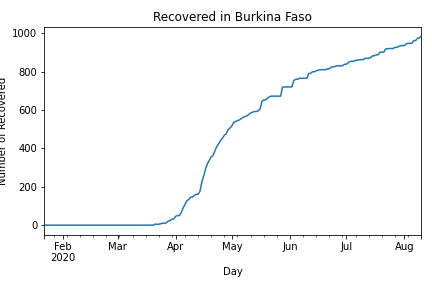 Recovered in Burkina Faso
Number of Recovered
1000
800
600
400
200
0
Feb Mar Apr May Jun Jul Aug
2020
Day